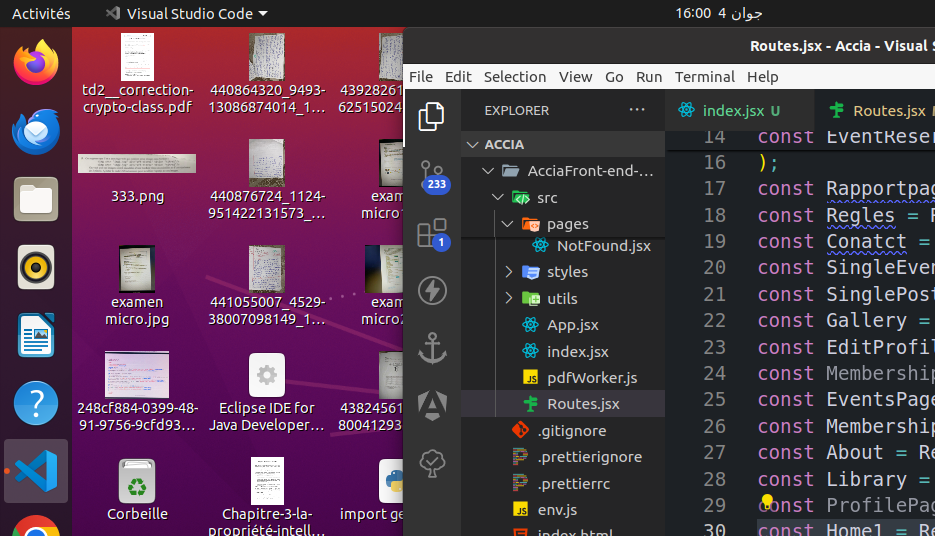 Activités
Visual Studio Code
16:00 4 جوان
td2__correction-
crypto-class.pdf
440864320_9493-
13086874014_1...
43928261
62515024
333.png
440876724_1124-
951422131573_...
exam
micro
examen
micro.jpg
441055007_4529-
38007098149_1...
exam
micro
248cf884-0399-48-
91-9756-9cfd93...
Eclipse IDE for
Java Developer...
43824561
80041293
Corbeille
Chapitre-3-la-
propriété-intell...
import ge
Routes.jsx - Accia - Visual S
File Edit Selection View Go Run Terminal Help
233
1
EXPLORER ...
ACCIA
AcciaFront-end-...
src
pages
NotFound.jsx
styles
utils
App.jsx
index.jsx
JS pdfWorker.js
Routes.jsx
.gitignore
.prettierignore
.prettierrc
JS env.js
index.html
index.jsx U
Routes.jsx M
14 const EventReser
16 );
17 const Rapportpag
18 const Regles = R
19 const Conatct =
20 const SingleEven
21 const SinglePost
22 const Gallery =
23 const EditProfil
24 const Membership
25 const EventsPage
26 const Membership
27 const About = Re
28 const Library =
29 const ProfilePag
30 const Home1 = Re